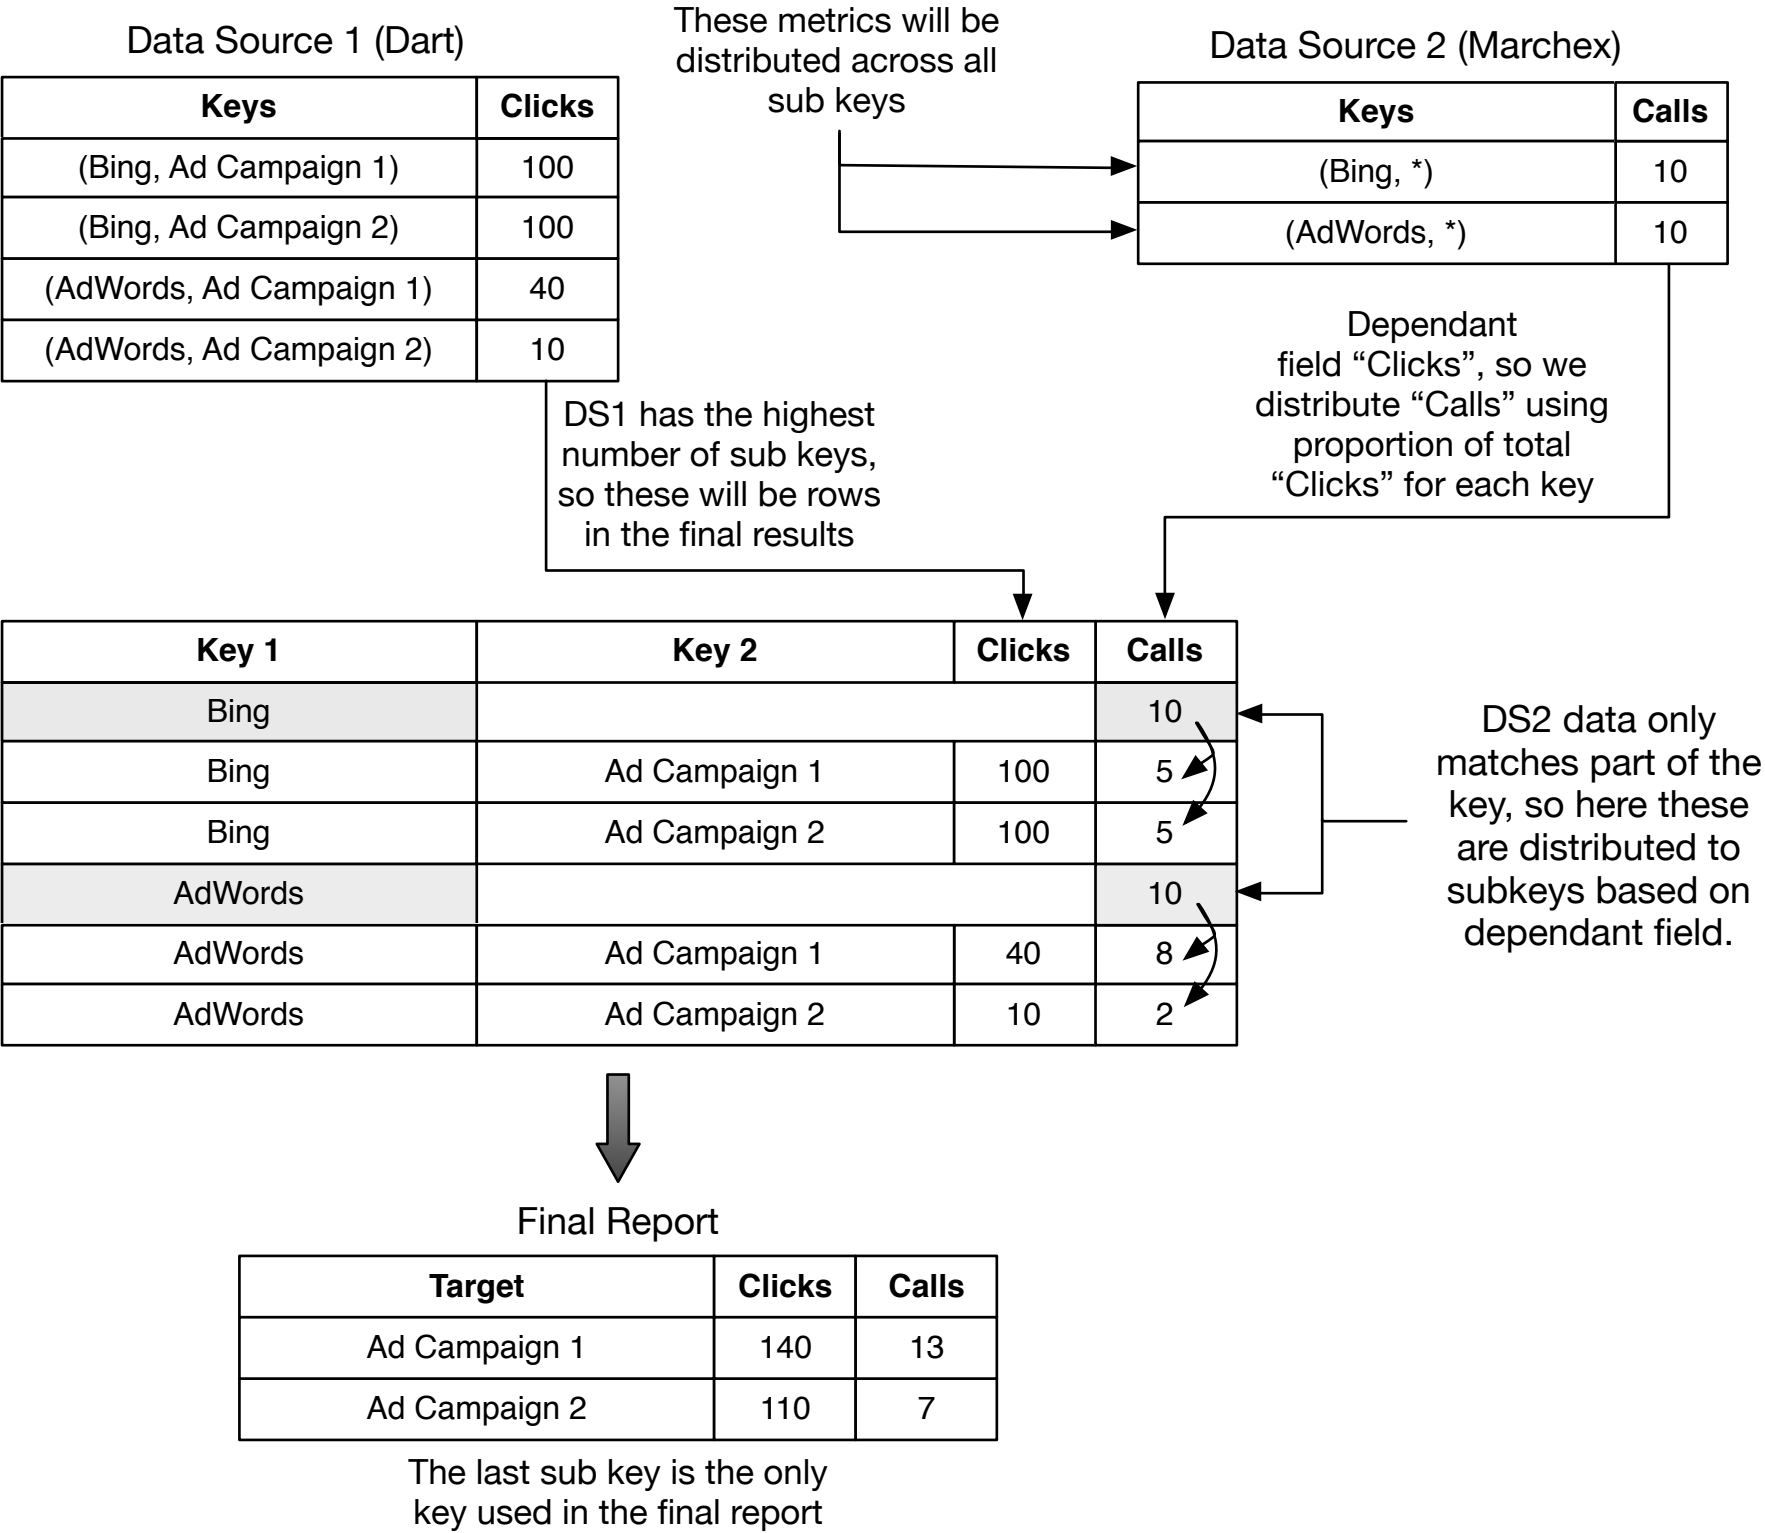 Data Source 1 (Dart)
Keys Clicks
(Bing, Ad Campaign 1) 100
(Bing, Ad Campaign 2) 100
(AdWords, Ad Campaign 1) 40
(AdWords, Ad Campaign 2) 10
These metrics will be
distributed across all
sub keys
Data Source 2 (Marchex)
Keys Calls
(Bing, *) 10
(AdWords, *) 10
DS1 has the highest
number of sub keys,
so these will be rows
in the final results
Dependant
field “Clicks”, so we
distribute “Calls” using
proportion of total
“Clicks” for each key
Key 1 Key 2 Clicks Calls
Bing 10
Bing Ad Campaign 1 100 5
Bing Ad Campaign 2 100 5
AdWords 10
AdWords Ad Campaign 1 40 8
AdWords Ad Campaign 2 10 2
DS2 data only
matches part of the
key, so here these
are distributed to
subkeys based on
dependant field.
Final Report
Target Clicks Calls
Ad Campaign 1 140 13
Ad Campaign 2 110 7
The last sub key is the only
key used in the final report